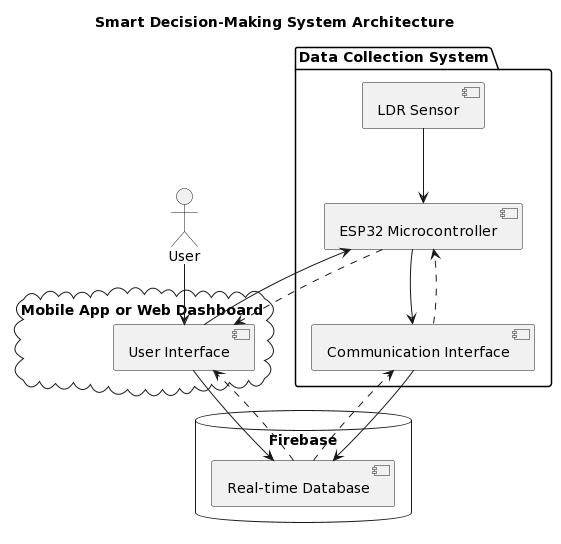 Smart Decision-Making System Architecture
Data Collection System
LDR Sensor
ESP32 Microcontroller
User
Mobile App or Web Dashboard
User Interface
Communication Interface
Firebase
Real-time Database